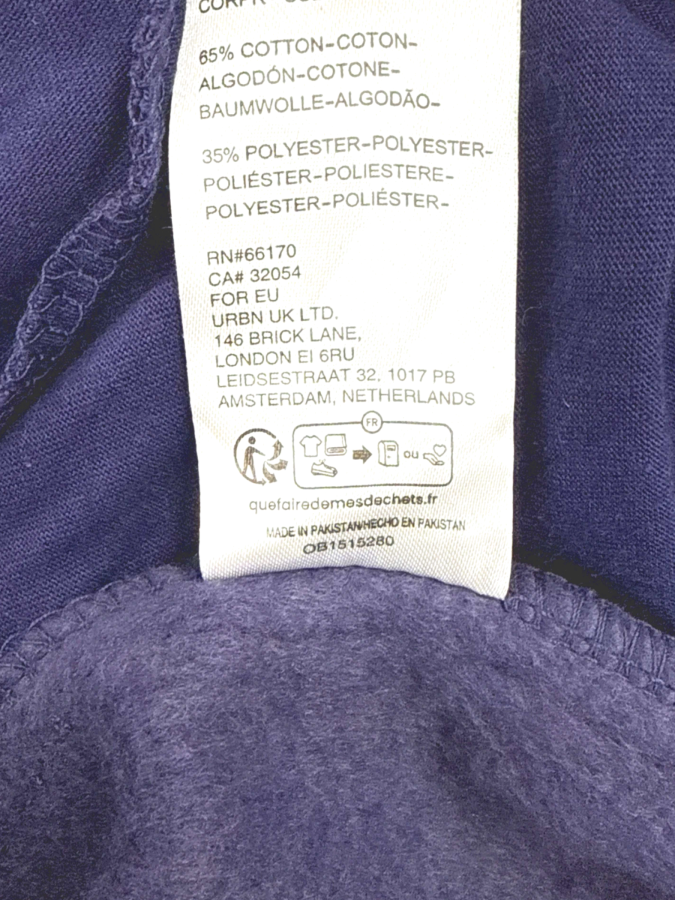 65% COTTON-COTON-
ALGODÓN-COTONE-
BAUMWOLLE-ALGODÃO-
35% POLYESTER-POLYESTER-
POLIÉSTER-POLIESTERE-
POLYESTER-POLIÉSTER-
RN#66170
CA# 32054
FOR EU
URBN UK LTD.
146 BRICK LANE,
LONDON EI 6RU
LEIDSESTRAAT 32, 1017 PB
AMSTERDAM, NETHERLANDS
FR
ou
quefairedemesdechets.fr
MADE IN PAKISTAN/HECHO EN PAKISTAN
OB1515280